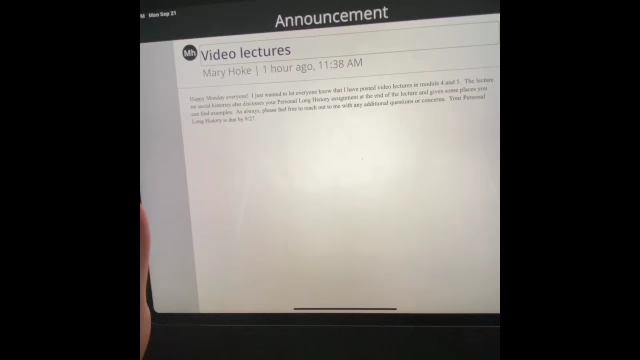 M Mon Sep 21
Announcement
Mh Video lectures
Mary Hoke | 1 hour ago, 11:38 AM
Happy Monday everyone! I just wanted to let everyone know that I have posted video lectures in module 4 and 5. The lecture
on social histories also discusses your Personal Long History assignment at the end of the lecture and gives some places you
can find examples. As always, please feel free to reach out to me with any additional questions or concerns. Your Personal
Long History is due by 9/27.